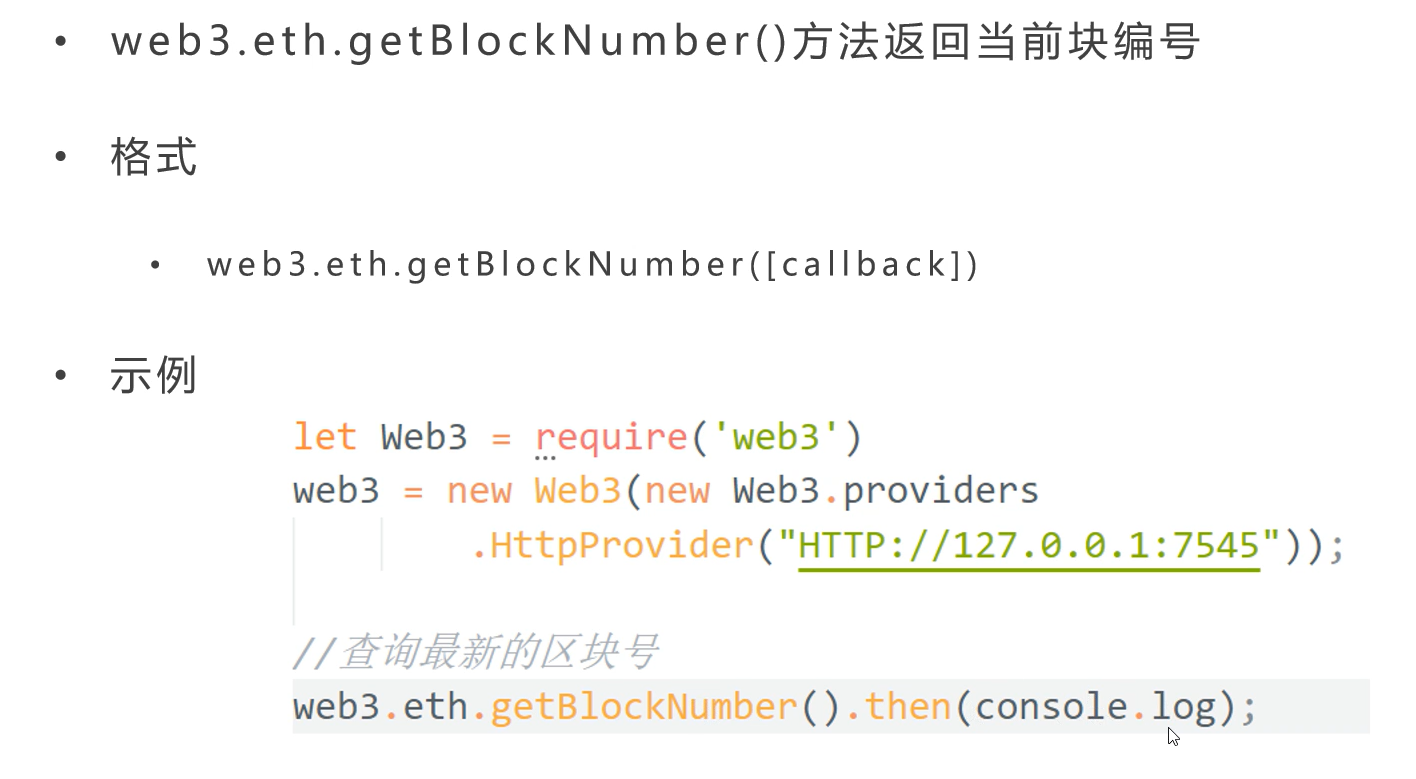 • web3.eth.getBlockNumber()方法返回当前块编号
• 格式
• web3.eth.getBlockNumber([callback])
• 示例
let Web3 = require('web3')
web3 = new Web3(new Web3.providers
.HttpProvider("HTTP://127.0.0.1:7545"));
//查询最新的区块号
web3.eth.getBlockNumber().then(console.log);